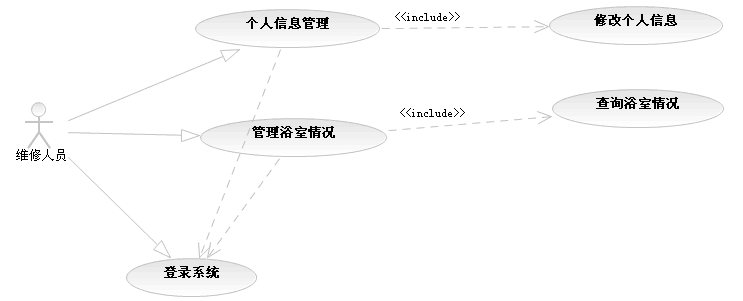 个人信息管理
<<include>>
修改个人信息
维修人员
管理浴室情况
<<include>>
查询浴室情况
登录系统